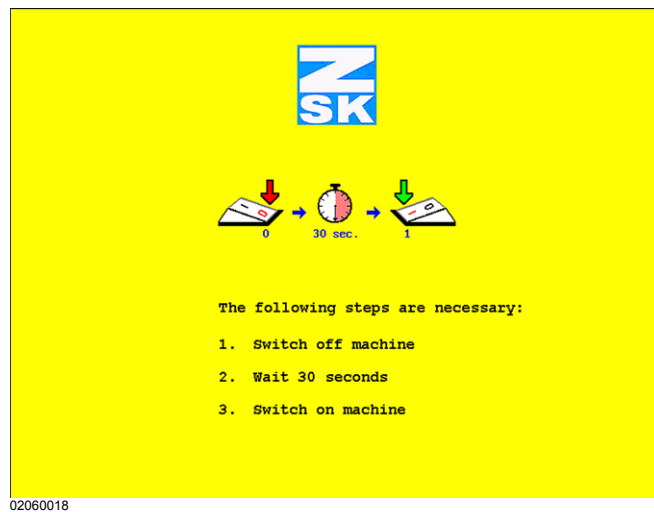 Z
SK
0
30 sec.
1
The following steps are necessary:
1. Switch off machine
2. Wait 30 seconds
3. Switch on machine
02060018